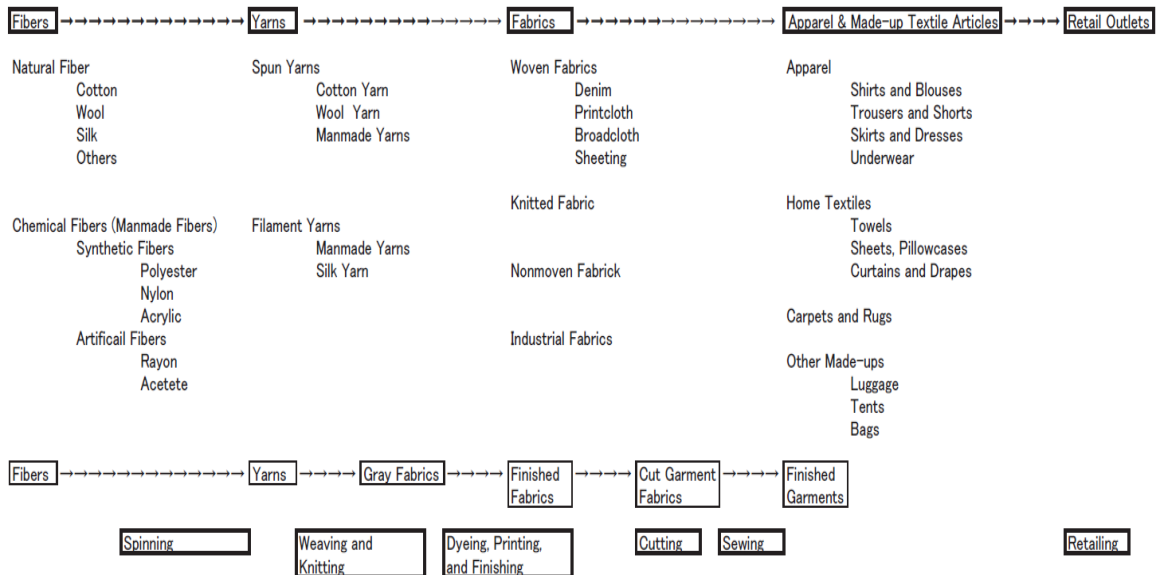 Fibers →→→→→→→→→→→→→ Yarns →→→→→→→→→→→→→→ Fabrics →→→→→→→→→→→→→→ Apparel & Made-up Textile Articles →→→→ Retail Outlets
Natural Fiber Spun Yarns Woven Fabrics Apparel
Cotton Cotton Yarn Denim Shirts and Blouses
Wool Wool Yarn Printcloth Trousers and Shorts
Silk Manmade Yarns Broadcloth Skirts and Dresses
Others Sheeting Underwear
Knitted Fabric Home Textiles
Chemical Fibers (Manmade Fibers) Filament Yarns Towels
Synthetic Fibers Manmade Yarns Sheets, Pillowcases
Polyester Silk Yarn Nonmoven Fabrick Curtains and Drapes
Nylon
Acrylic Carpets and Rugs
Artificail Fibers Industrial Fabrics
Rayon Other Made-ups
Acetete Luggage
Tents
Bags
Fibers →→→→→→→→→→→→→ Yarns →→→→ Gray Fabrics →→→→ Finished →→→→ Cut Garment →→→→ Finished
Fabrics Fabrics Garments
Spinning Weaving and Dyeing, Printing, Cutting Sewing Retailing
Knitting and Finishing